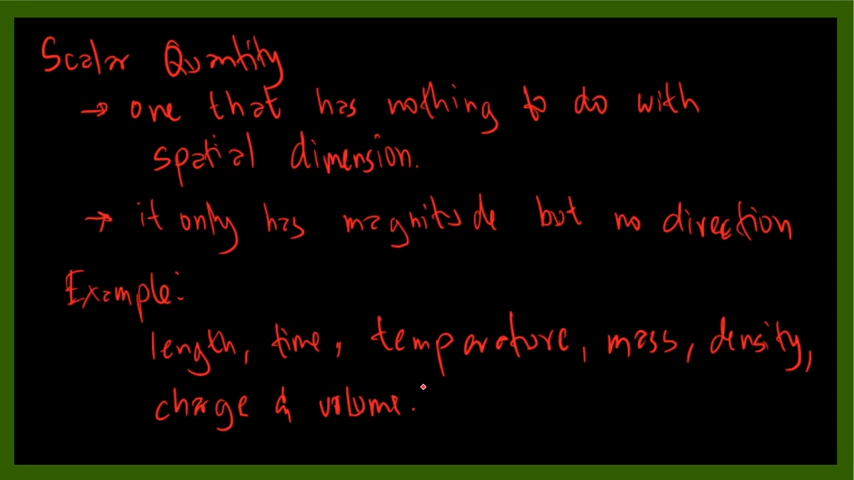 Scalar Quantity
→ one that has nothing to do with
spatial dimension.
→ it only has magnitude but no direction
Example:
length, time, temperature, mass, density,
charge & volume.